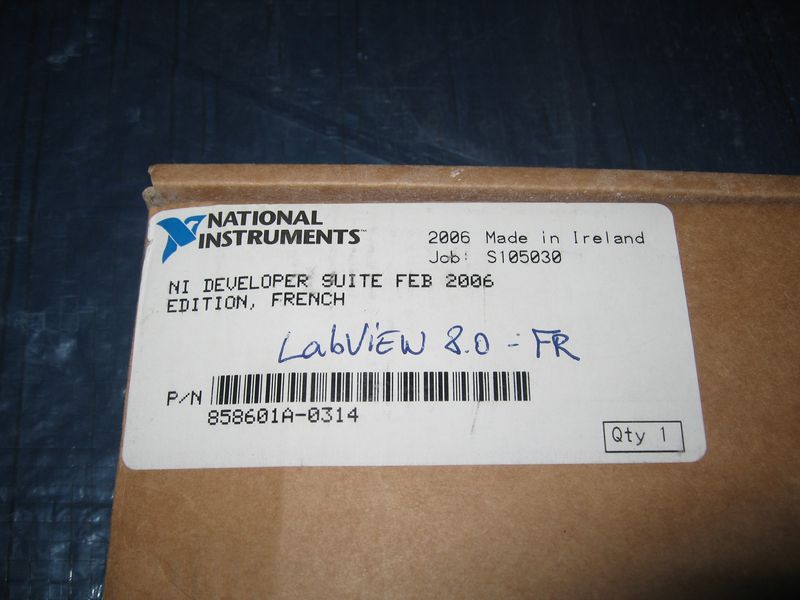 NATIONAL
INSTRUMENTS™
2006 Made in Ireland
Job: S105030
NI DEVELOPER SUITE FEB 2006
EDITION, FRENCH
LabVIEW 8.0 - FR
P/N
858601A-0314
Qty 1